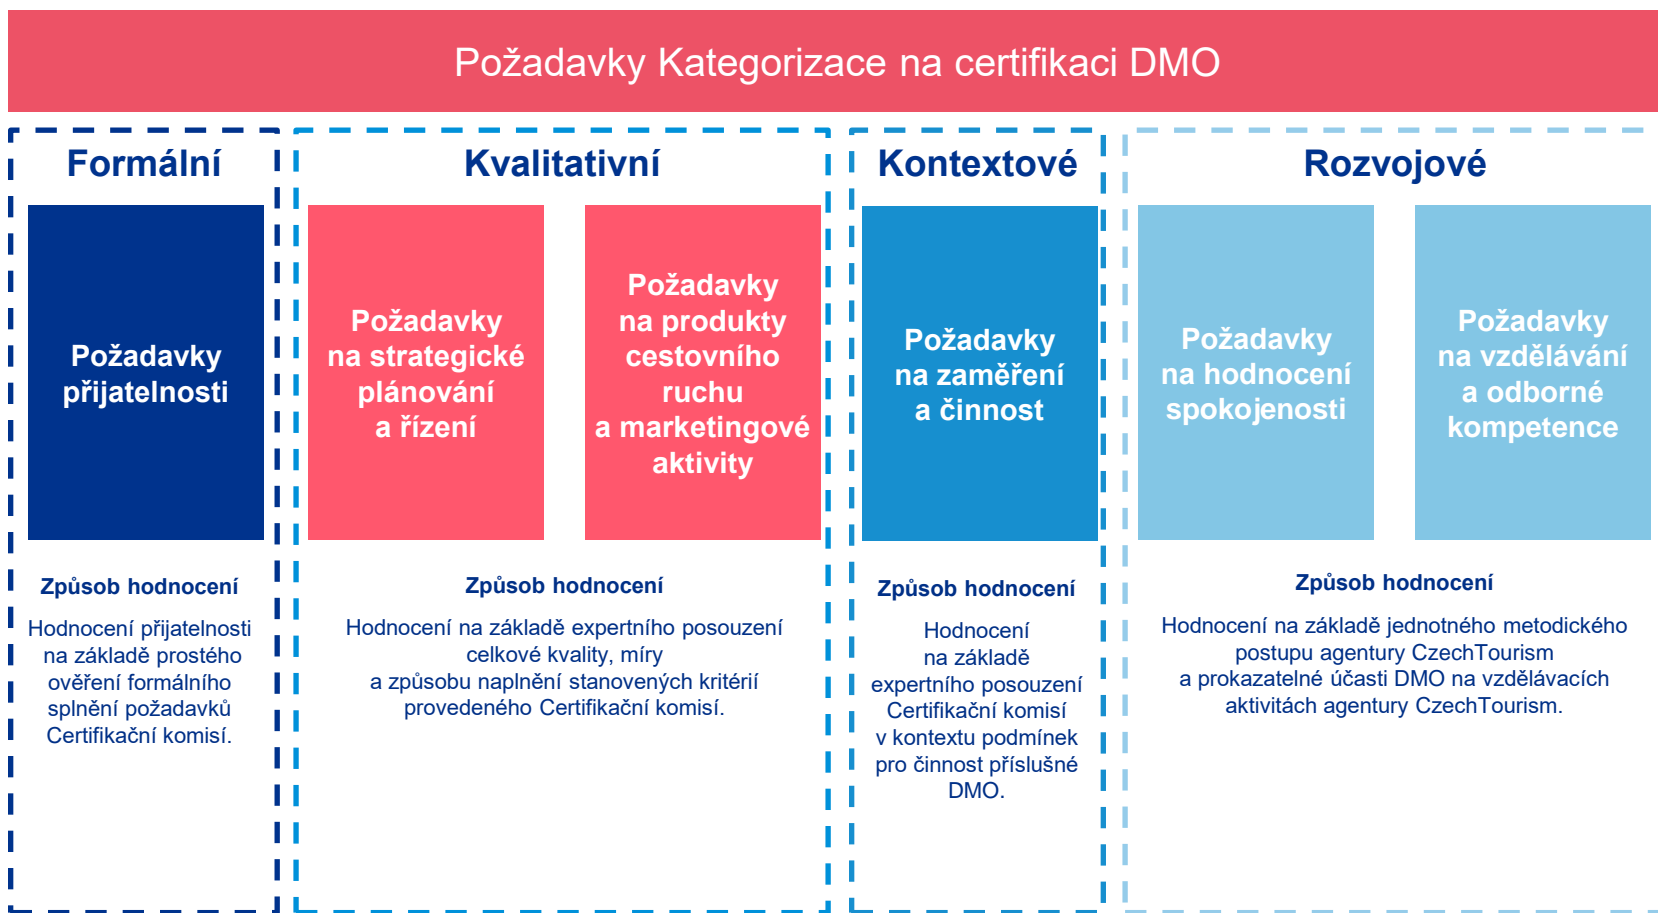 Požadavky Kategorizace na certifikaci DMO
Formální
Požadavky
přijatelnosti
Způsob hodnocení
Hodnocení přijatelnosti
na základě prostého
ověření formálního
splnění požadavků
Certifikační komisí.
Kvalitativní
Požadavky
na strategické
plánování
a řízení
Požadavky
na produkty
cestovního
ruchu
a marketingové
aktivity
Způsob hodnocení
Hodnocení na základě expertního posouzení
celkové kvality, míry
a způsobu naplnění stanovených kritérií
provedeného Certifikační komisí.
Kontextové
Požadavky
na zaměření
a činnost
Způsob hodnocení
Hodnocení
na základě
expertního posouzení
Certifikační komisí
v kontextu podmínek
pro činnost příslušné
DMO.
Rozvojové
Požadavky
na hodnocení
spokojenosti
Požadavky
na vzdělávání
a odborné
kompetence
Způsob hodnocení
Hodnocení na základě jednotného metodického
postupu agentury CzechTourism
a prokazatelné účasti DMO na vzdělávacích
aktivitách agentury CzechTourism.